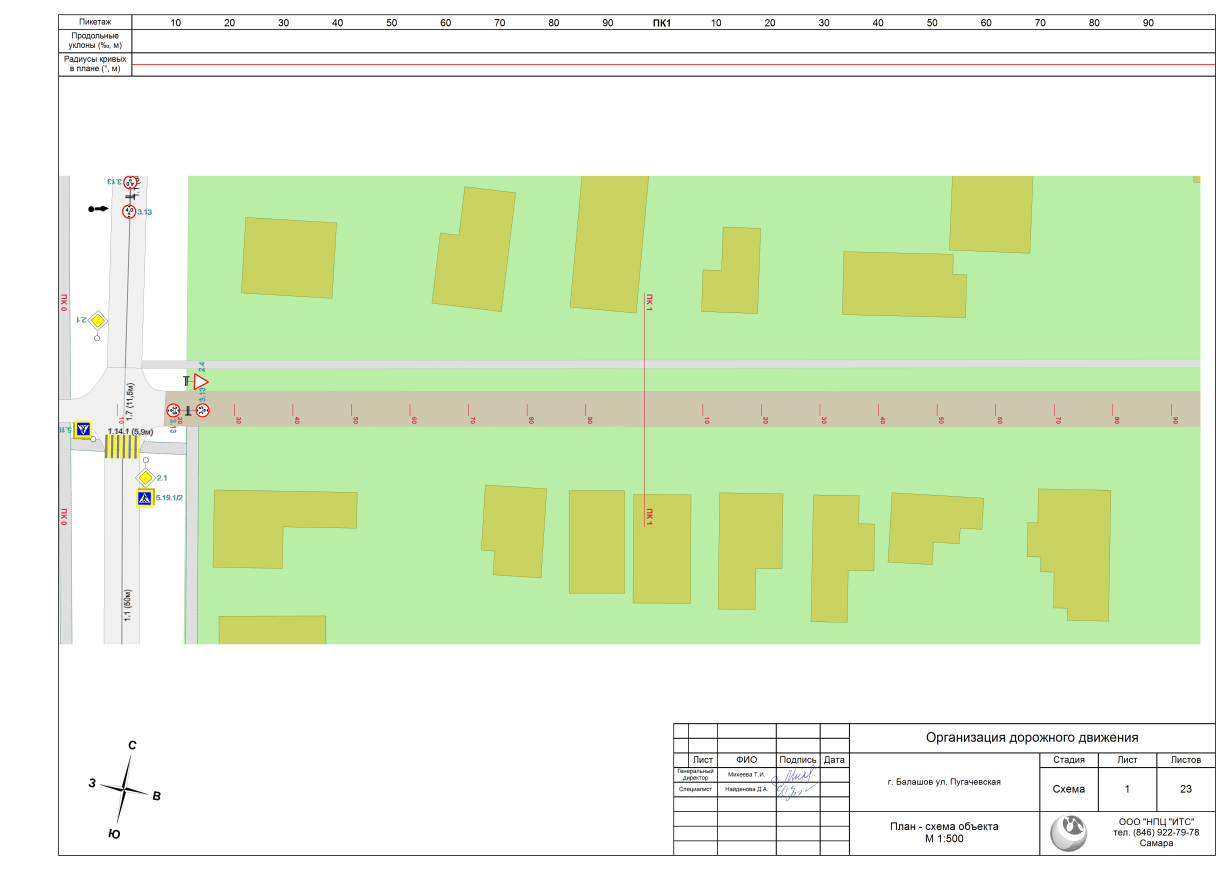 Пикетаж 10 20 30 40 50 60 70 80 90 ПК1 10 20 30 40 50 60 70 80 90
Продольные
уклоны (‰, м)
Радиусы кривых
в плане (°, м)
3.13
3.13
ПК 0
ПК 1
2.1
2.4
3.13
1.7 (11,5м)
10 20 30 40 50 60 70 80 90 10 20 30 40 50 60 70 80 90
3.13
1.14.1 (5,9м)
2.1
5.19.1/2
ПК 0
ПК 1
1.1 (50м)
С
З
В
Ю
Организация дорожного движения
Лист ФИО Подпись Дата
Стадия Лист Листов
Генеральный
директор
Михеева Т.И.
Специалист Найденова Д.А.
г. Балашов ул. Пугачевская
Схема 1 23
План - схема объекта
М 1:500
ООО "НПЦ "ИТС"
тел. (846) 922-79-78
Самара